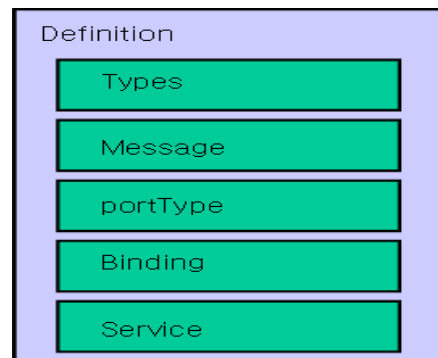 Definition
Types
Message
portType
Binding
Service